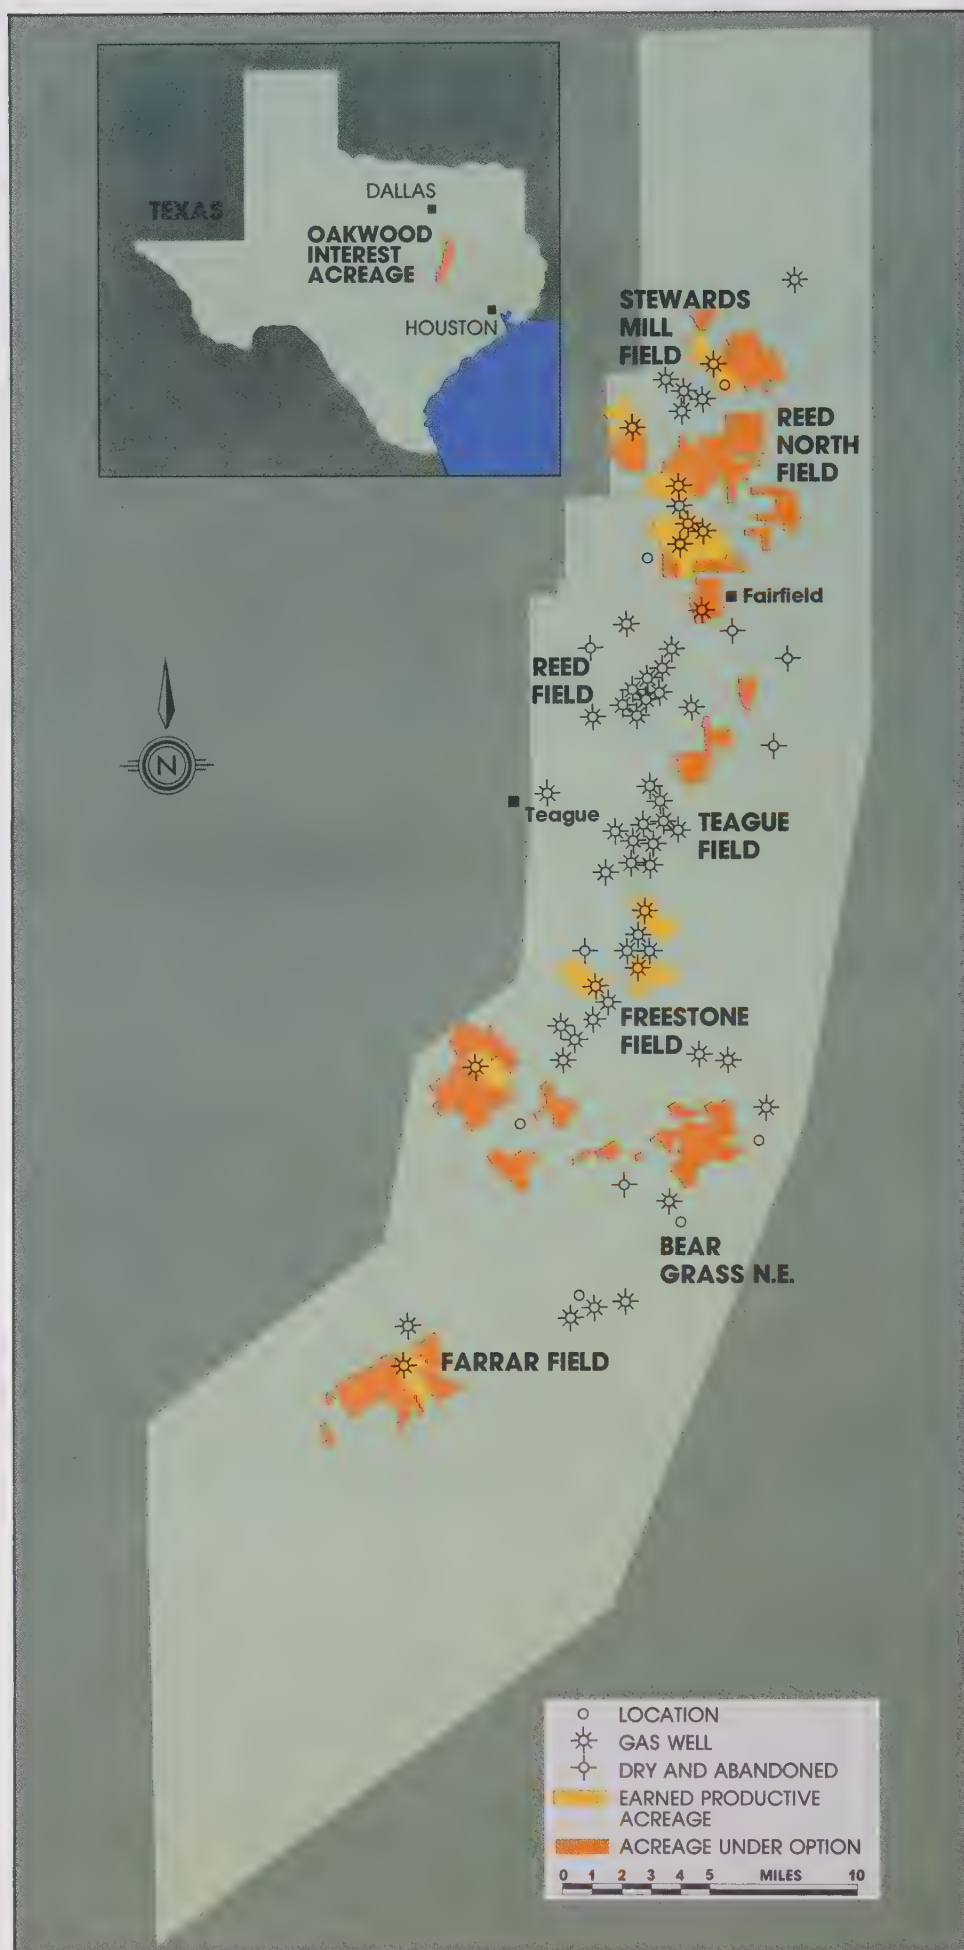 DALLAS
TEXAS
OAKWOOD
INTEREST
ACREAGE
HOUSTON
STEWARDS
MILL
FIELD
REED
NORTH
FIELD
Fairfield
REED
FIELD
N
Teague
TEAGUE
FIELD
FREESTONE
FIELD
BEAR
GRASS N.E.
FARRAR FIELD
LOCATION
GAS WELL
DRY AND ABANDONED
EARNED PRODUCTIVE
ACREAGE
ACREAGE UNDER OPTION
0 1 2 3 4 5 MILES 10